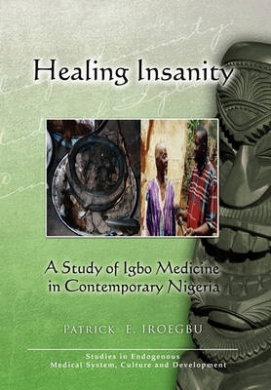 Healing Insanity
A Study of Igbo Medicine
in Contemporary Nigeria
PATRICK E. IROEGBU
Studies in Endogenous
Medical System, Culture and Development